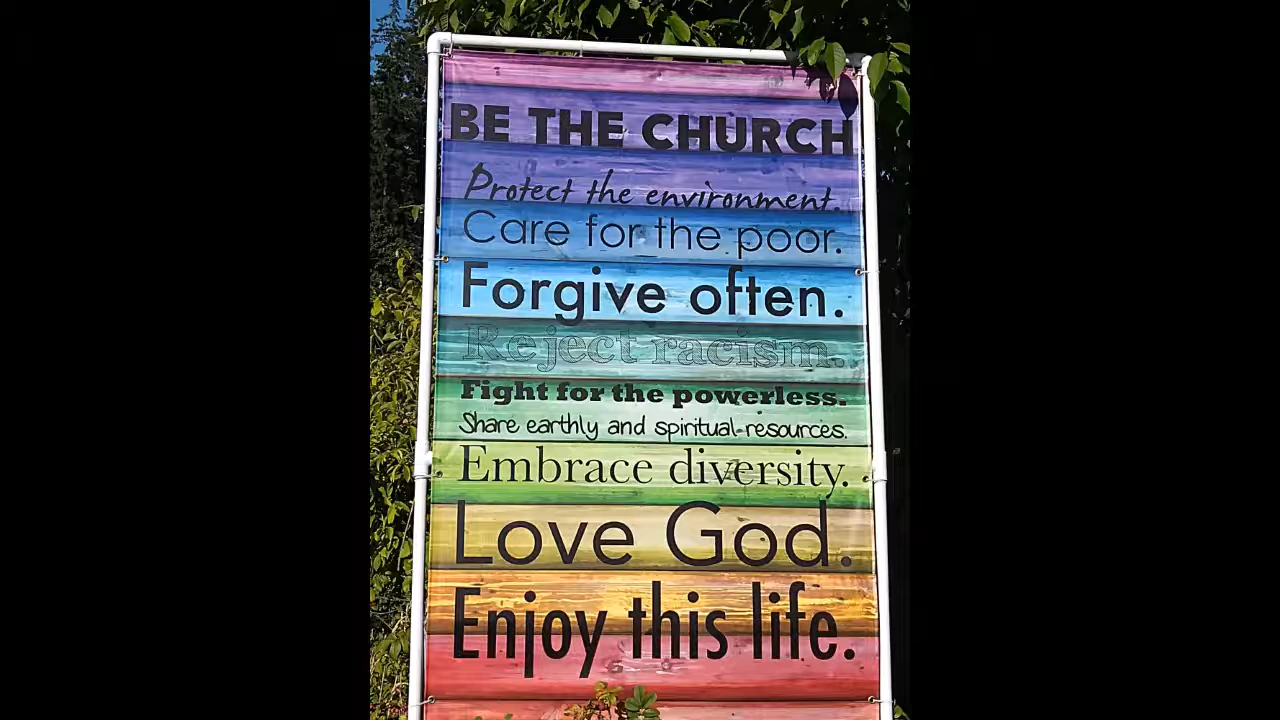 BE THE CHURCH
Protect the environment.
Care for the poor.
Forgive often.
Reject racism.
Fight for the powerless.
Share earthly and spiritual resources.
Embrace diversity.
Love God.
Enjoy this life.